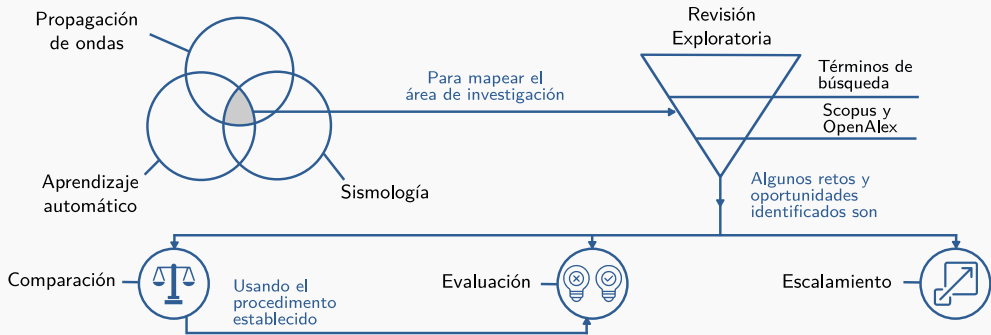 Propagación
de ondas
Revisión
Exploratoria
Para mapear el
área de investigación
Términos de
búsqueda
Scopus y
OpenAlex
Aprendizaje
automático
Sismología
Algunos retos y
oportunidades
identificados son
Comparación
Usando el
procedimento
establecido
Evaluación
Escalamiento